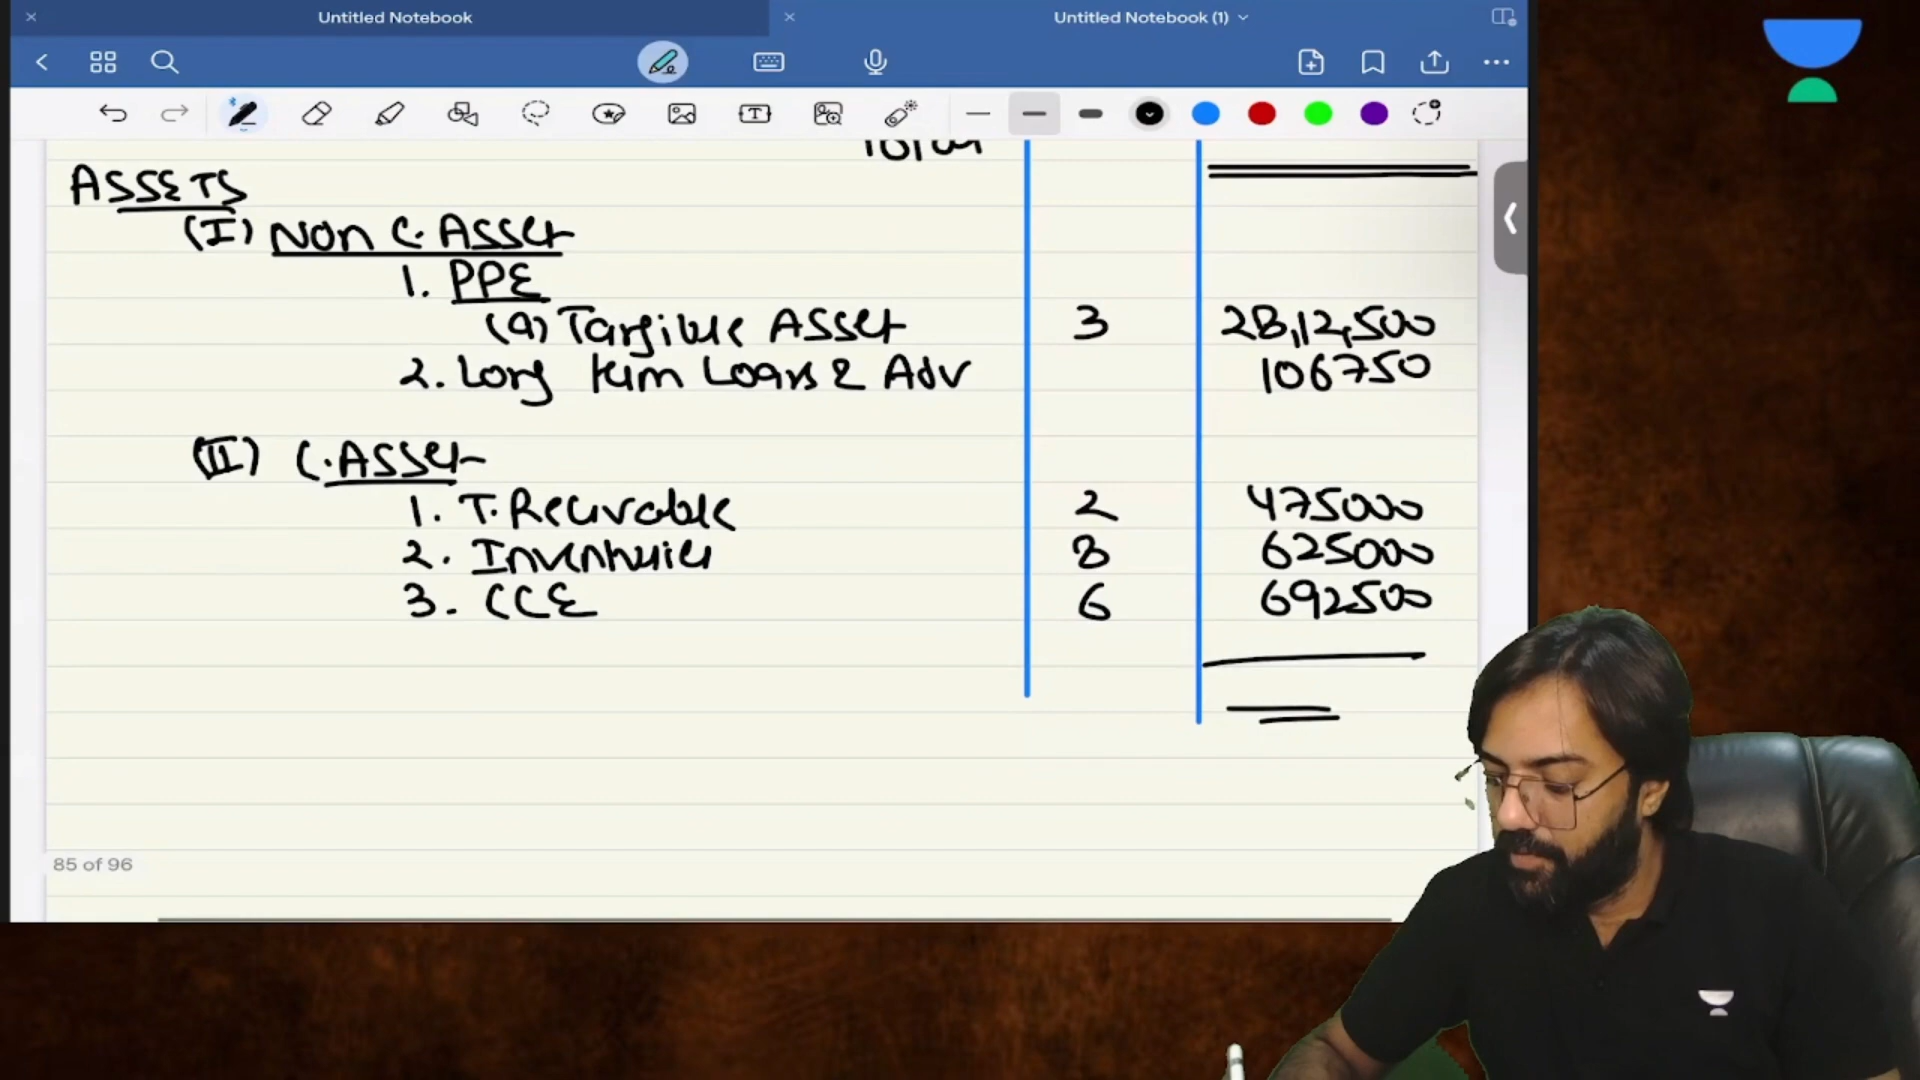 Untitled Notebook Untitled Notebook (1)
Total
ASSETS
(I) Non C. Asset
1. PPE
(a) Tangible Asset 3 28,12,500
2. Long term Loans & Adv 106750
(II) C. Asset
1. T. Receivable 2 475000
2. Inventories 8 625000
3. CCE 6 692500
85 of 96